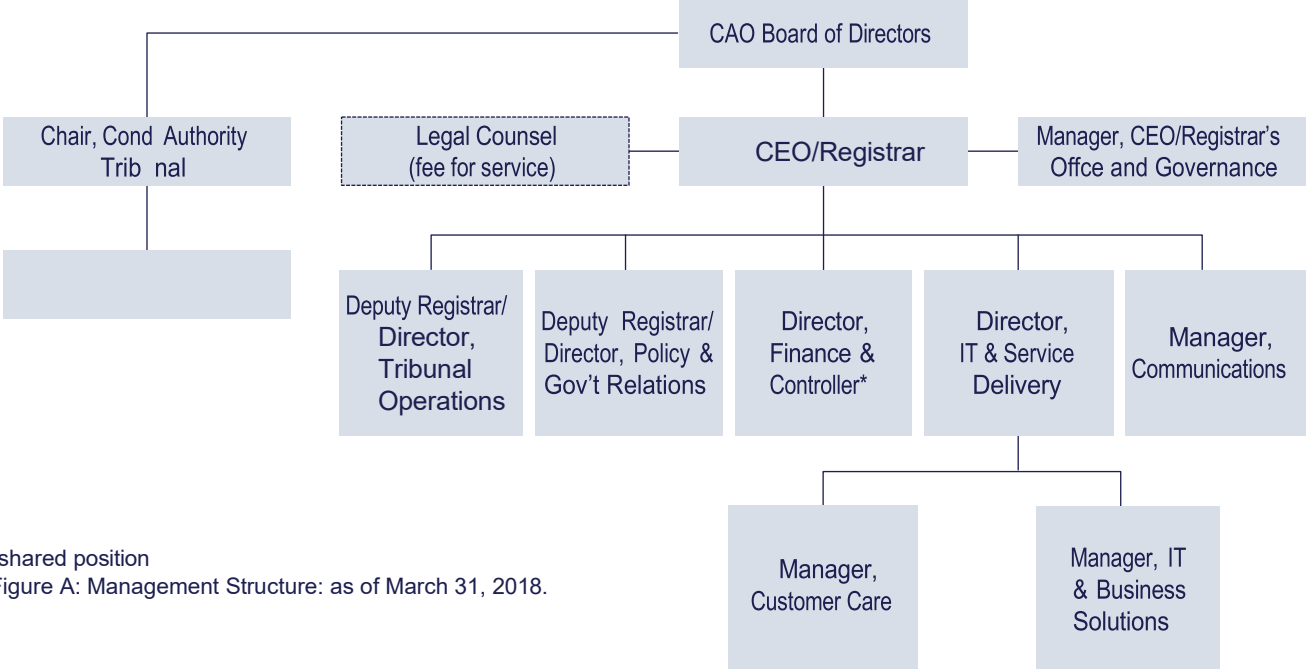 CAO Board of Directors
Chair, Cond Authority
Trib nal
Legal Counsel
(fee for service)
CEO/Registrar
Manager, CEO/Registrar’s
Offce and Governance
Deputy Registrar/
Director,
Tribunal
Operations
Deputy Registrar/
Director, Policy &
Gov’t Relations
Director,
Finance &
Controller*
Director,
IT & Service
Delivery
Manager,
Communications
Manager,
Customer Care
Manager, IT
& Business
Solutions
shared position
Figure A: Management Structure: as of March 31, 2018.